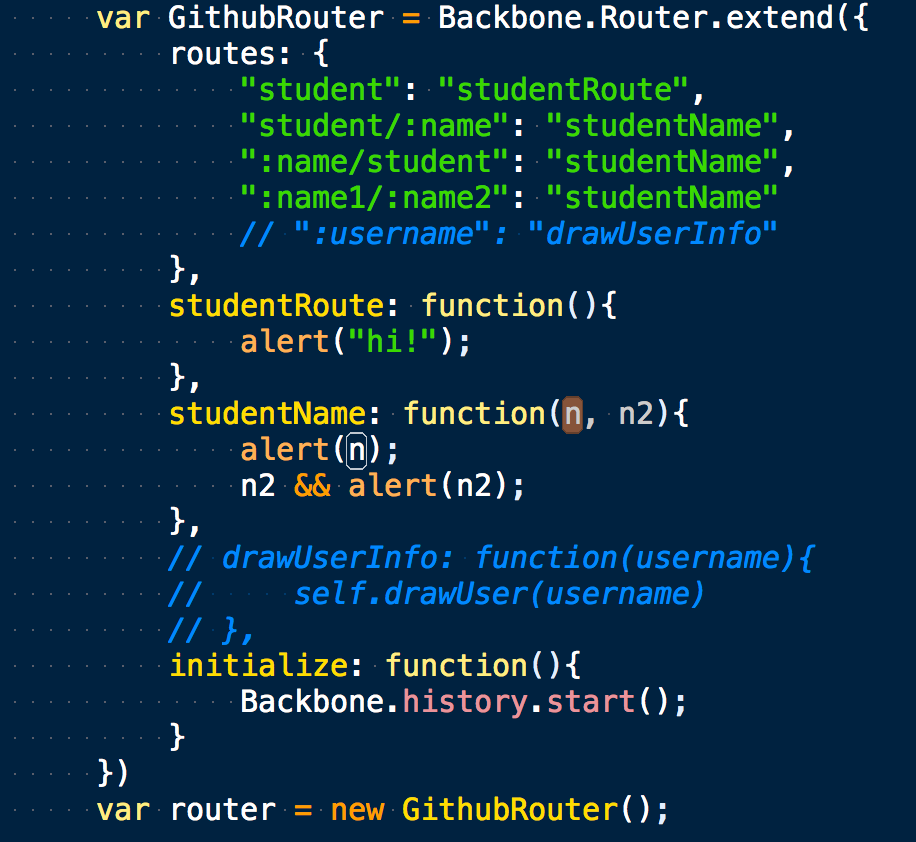 var GithubRouter = Backbone.Router.extend({
    routes: {
        "student": "studentRoute",
        "student/:name": "studentName",
        ":name/student": "studentName",
        ":name1/:name2": "studentName"
        // ":username": "drawUserInfo"
    },
    studentRoute: function(){
        alert("hi!");
    },
    studentName: function(n, n2){
        alert(n);
        n2 && alert(n2);
    },
    // drawUserInfo: function(username){
    //     self.drawUser(username)
    // },
    initialize: function(){
        Backbone.history.start();
    }
})
var router = new GithubRouter();